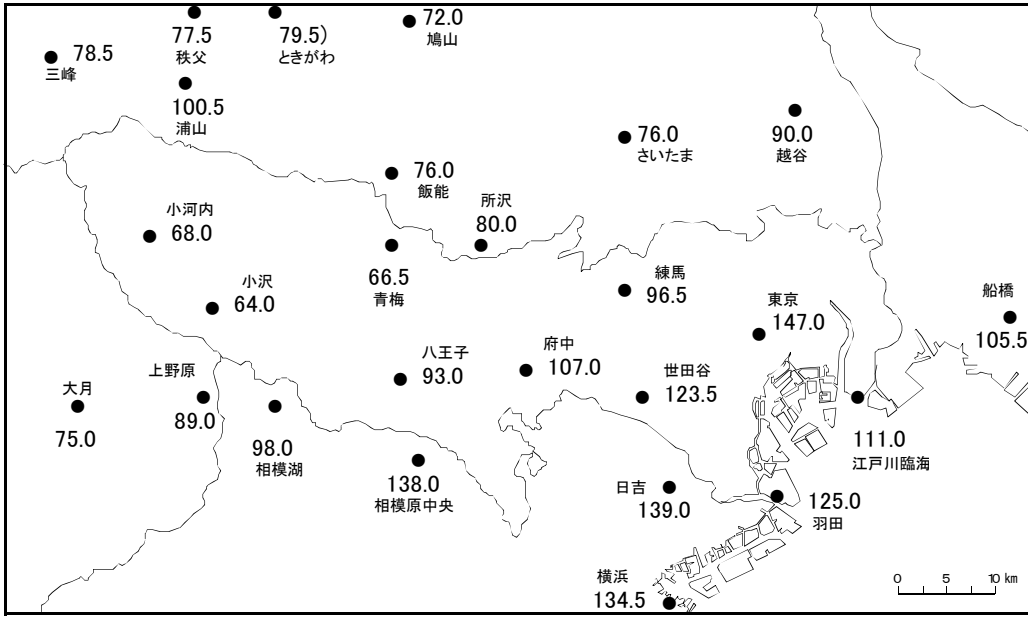 72.0
鳩山
77.5
秩父
79.5)
ときがわ
78.5
三峰
100.5
浦山
76.0
さいたま
90.0
越谷
76.0
飯能
小河内
68.0
所沢
80.0
66.5
青梅
小沢
64.0
練馬
96.5
東京
147.0
船橋
105.5
上野原
89.0
大月
75.0
八王子
93.0
府中
107.0
世田谷
123.5
98.0
相模湖
111.0
江戸川臨海
138.0
相模原中央
日吉
139.0
125.0
羽田
横浜
134.5
0 5 10 km